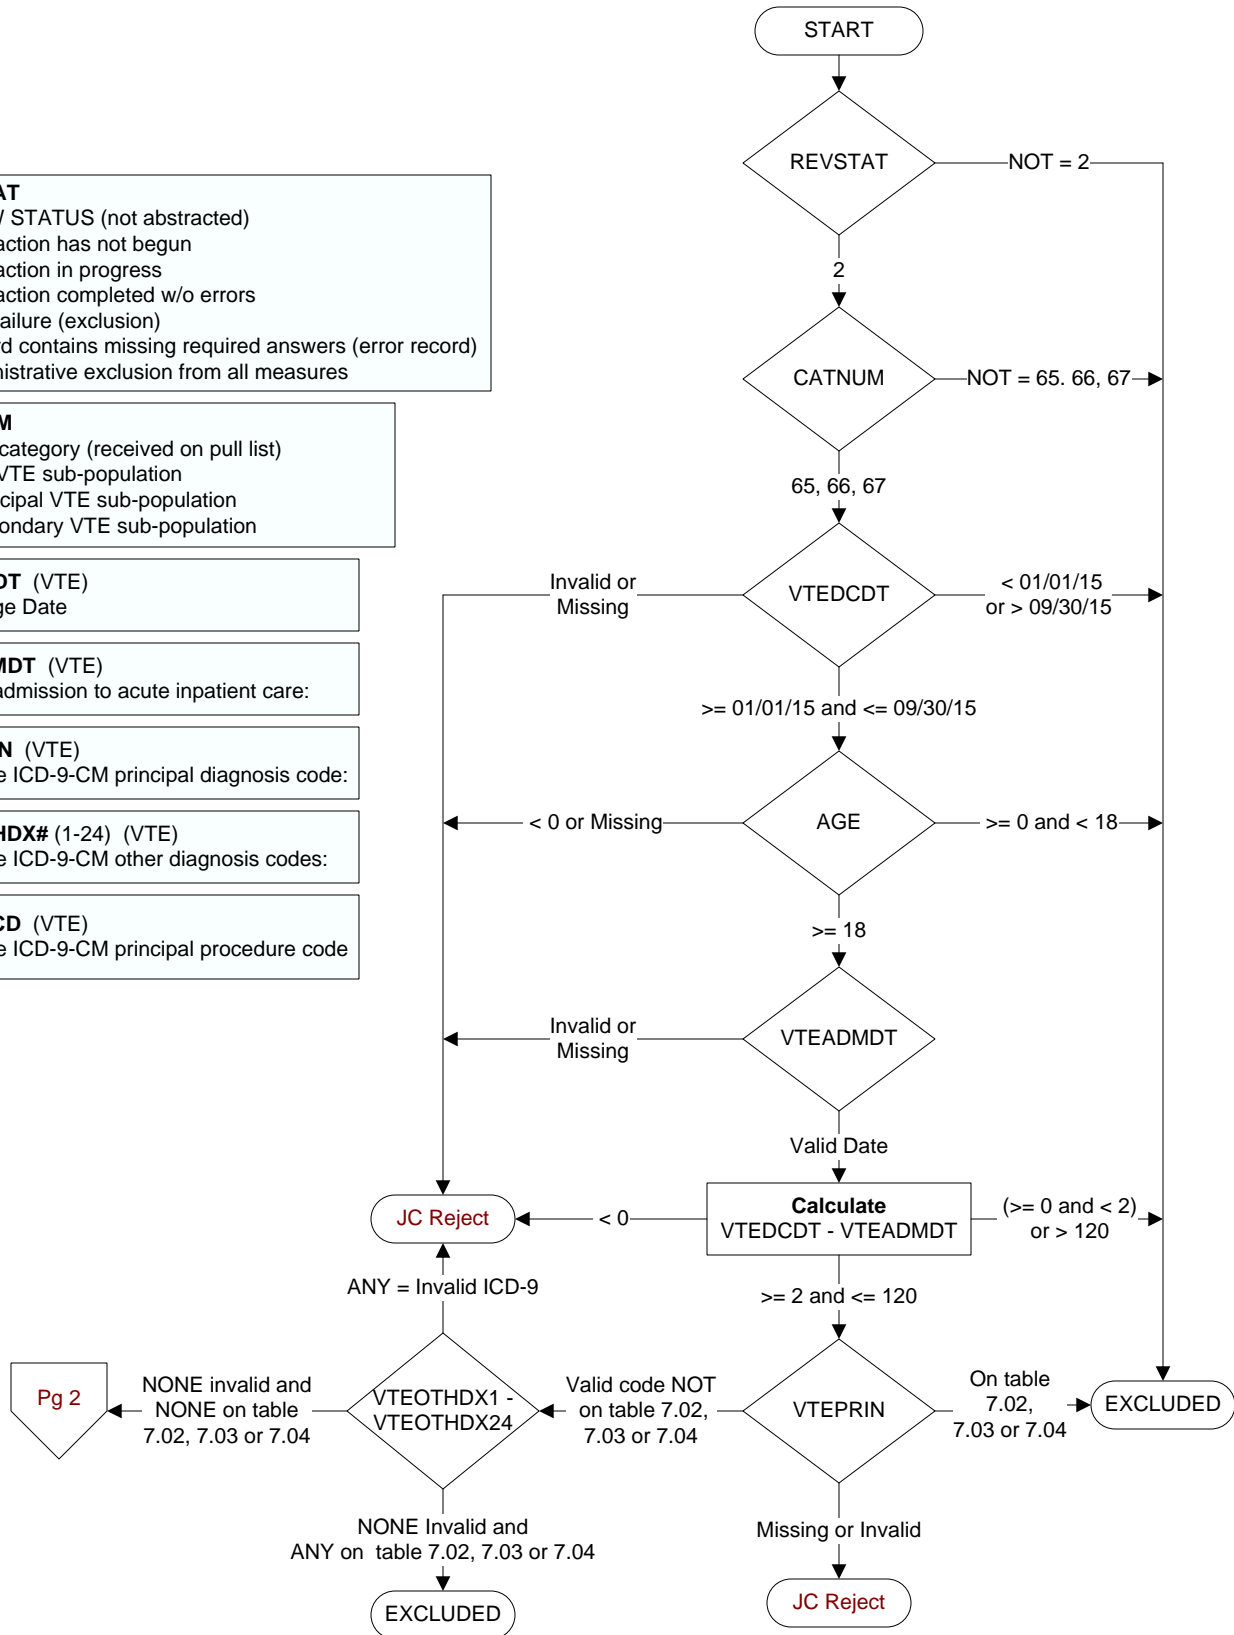 START
REVSTAT
NOT = 2
2
CATNUM
NOT = 65. 66, 67
65, 66, 67
VTEDCDT
Invalid or
Missing
< 01/01/15
or > 09/30/15
>= 01/01/15 and <= 09/30/15
AGE
< 0 or Missing
>= 0 and < 18
>= 18
VTEADMDT
Invalid or
Missing
Valid Date
Calculate
VTEDCDT - VTEADMDT
< 0
(>= 0 and < 2)
or > 120
JC Reject
>= 2 and <= 120
ANY = Invalid ICD-9
VTEPRIN
On table
7.02,
7.03 or 7.04
EXCLUDED
Valid code NOT
on table 7.02,
7.03 or 7.04
VTEOTHDX1 -
VTEOTHDX24
NONE invalid and
NONE on table
7.02, 7.03 or 7.04
Pg 2
NONE Invalid and
ANY on table 7.02, 7.03 or 7.04
EXCLUDED
Missing or Invalid
JC Reject
AT
STATUS (not abstracted)
action has not begun
action in progress
action completed w/o errors
ailure (exclusion)
d contains missing required answers (error record)
nistrative exclusion from all measures
M
category (received on pull list)
VTE sub-population
cipal VTE sub-population
ondary VTE sub-population
DT (VTE)
ge Date
MDT (VTE)
admission to acute inpatient care:
N (VTE)
e ICD-9-CM principal diagnosis code:
HDX# (1-24) (VTE)
e ICD-9-CM other diagnosis codes:
CD (VTE)
e ICD-9-CM principal procedure code